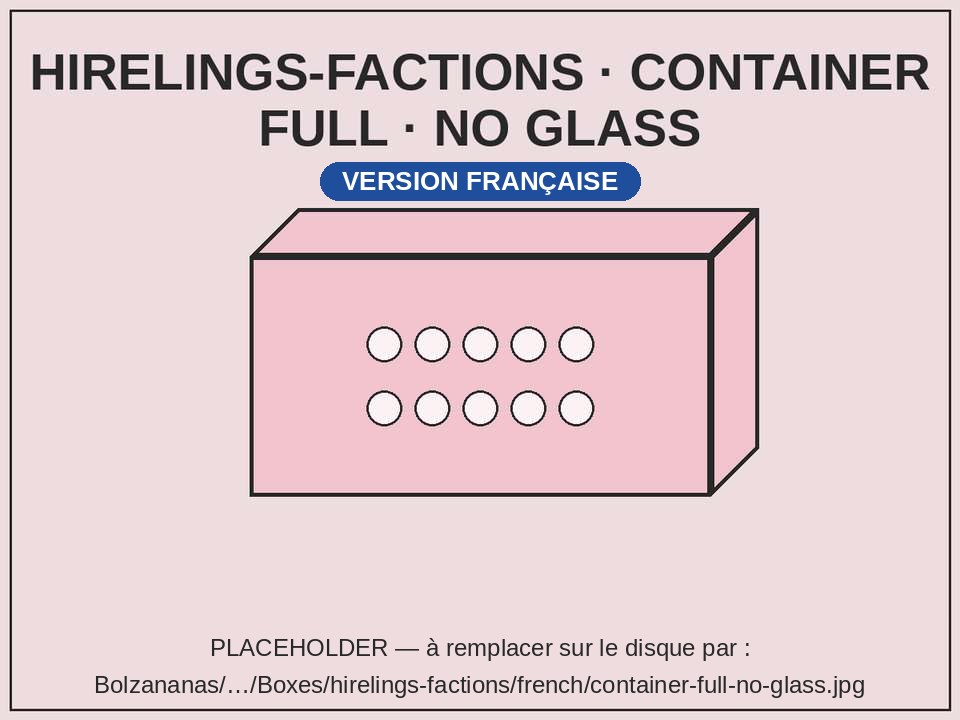 HIRELINGS-FACTIONS · CONTAINER
FULL · NO GLASS
VERSION FRANÇAISE
PLACEHOLDER — à remplacer sur le disque par :
Bolzananas/…/Boxes/hirelings-factions/french/container-full-no-glass.jpg